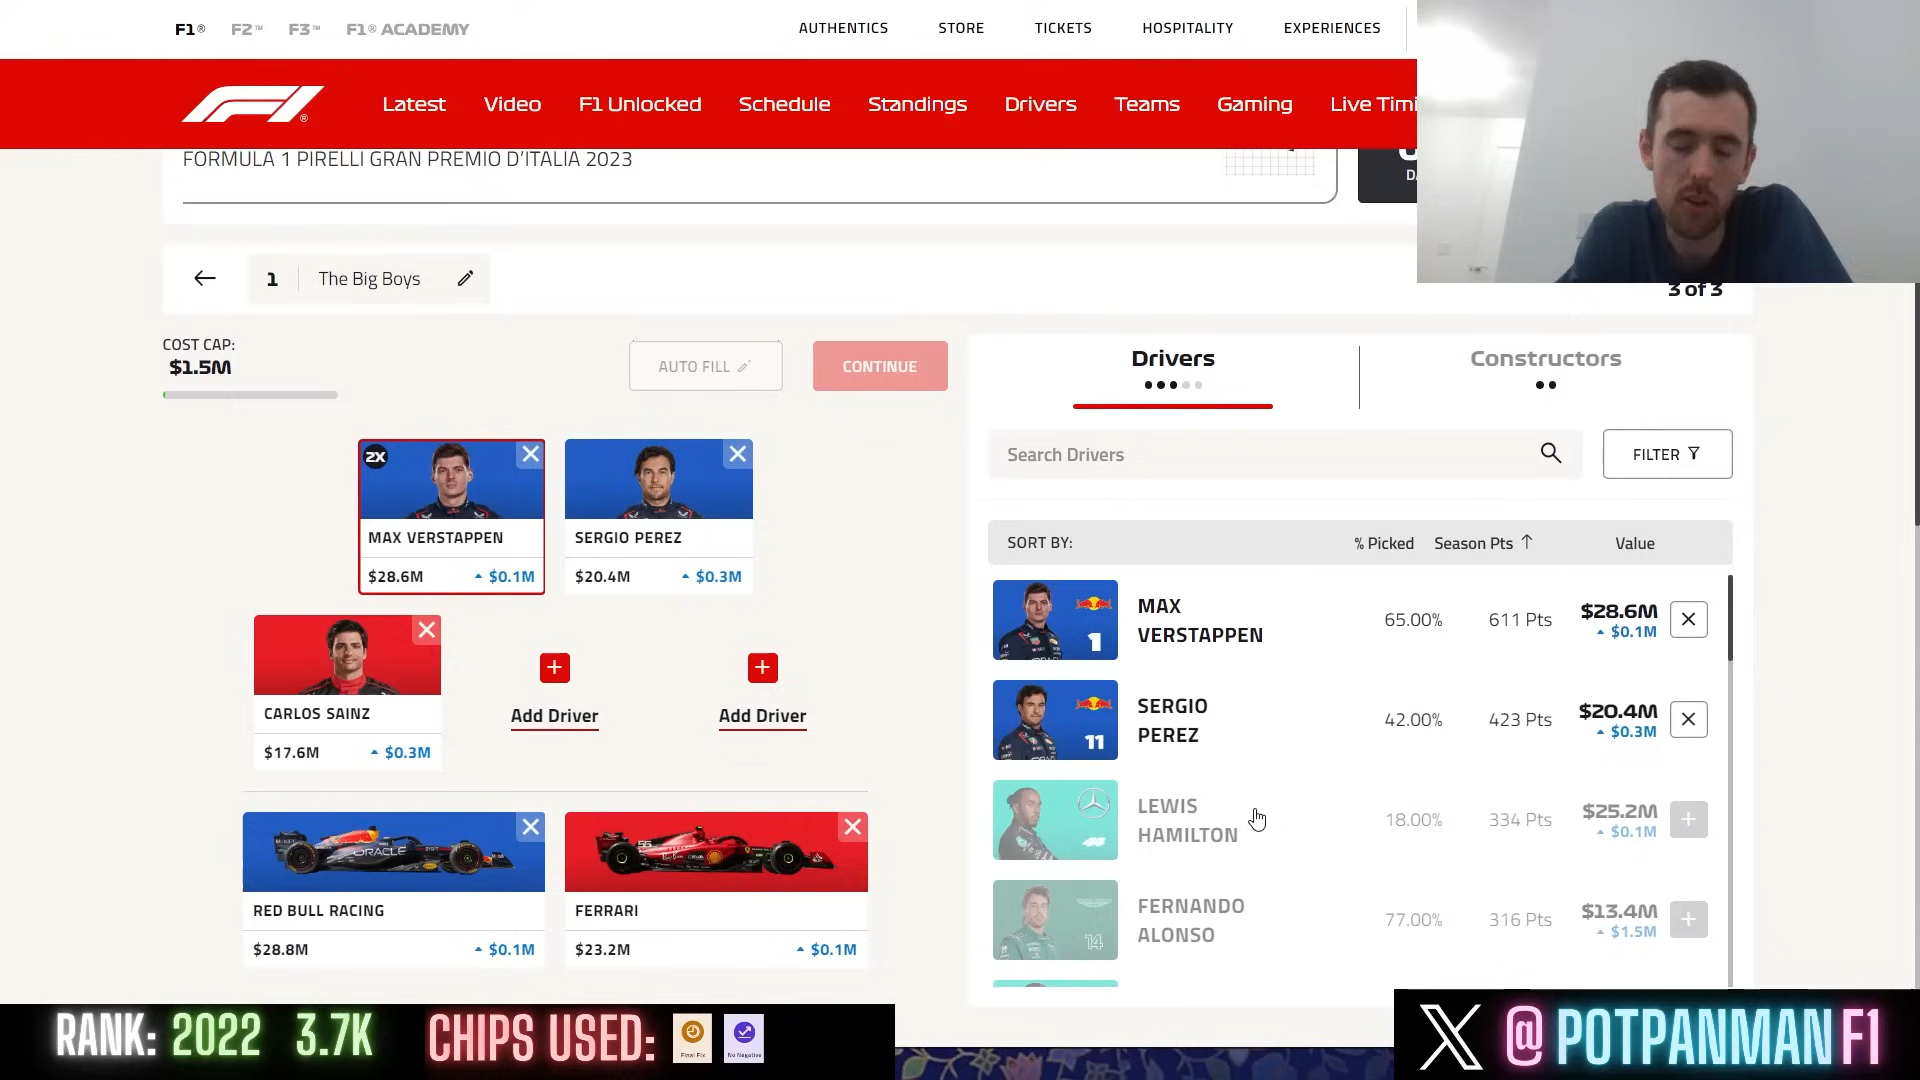 F1®
F2™
F3™
F1® ACADEMY
AUTHENTICS
STORE
TICKETS
HOSPITALITY
EXPERIENCES
F1®
Latest
Video
F1 Unlocked
Schedule
Standings
Drivers
Teams
Gaming
Live Timi
FORMULA 1 PIRELLI GRAN PREMIO D'ITALIA 2023
1
The Big Boys
3 of 3
COST CAP:
$1.5M
AUTO FILL
CONTINUE
2X
MAX VERSTAPPEN
$28.6M
$0.1M
SERGIO PEREZ
$20.4M
$0.3M
CARLOS SAINZ
$17.6M
$0.3M
Add Driver
Add Driver
ORACLE
RED BULL RACING
$28.8M
$0.1M
55
FERRARI
$23.2M
$0.1M
Drivers
Constructors
Search Drivers
FILTER
SORT BY:
% Picked
Season Pts
Value
1
MAX
VERSTAPPEN
65.00%
611 Pts
$28.6M
$0.1M
11
SERGIO
PEREZ
42.00%
423 Pts
$20.4M
$0.3M
LEWIS
HAMILTON
18.00%
334 Pts
$25.2M
$0.1M
14
FERNANDO
ALONSO
77.00%
316 Pts
$13.4M
$1.5M
RANK: 2022 3.7K
CHIPS USED:
Final Fix
No Negative
X @POTPANMANF1